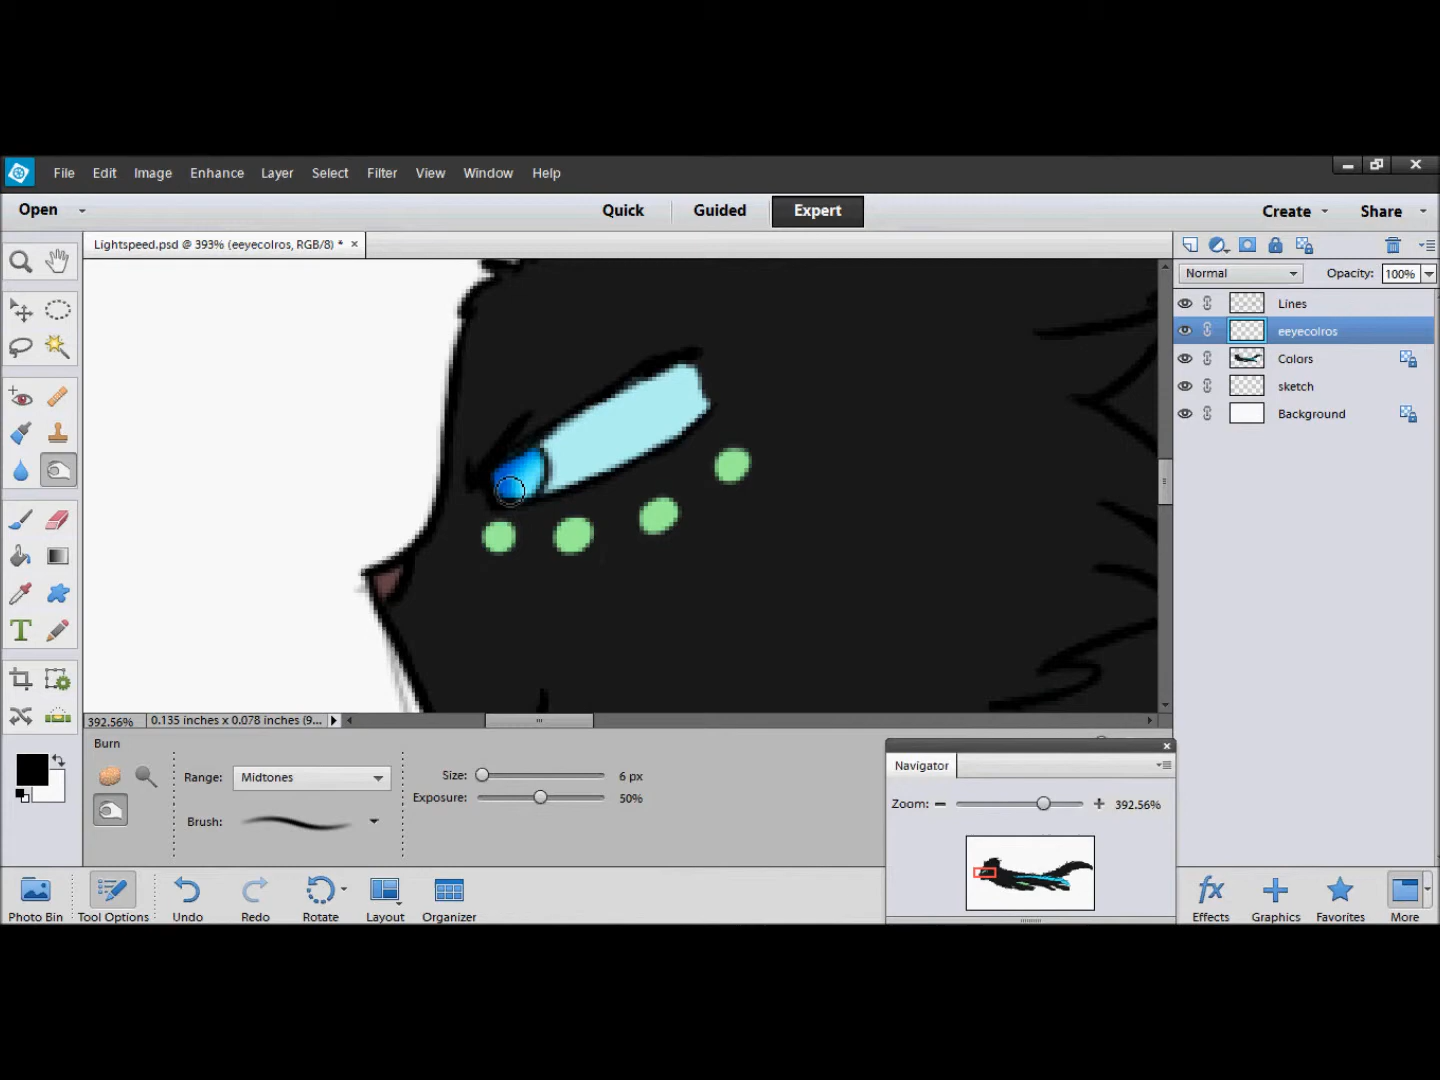 File Edit Image Enhance Layer Select Filter View Window Help
Open Quick Guided Expert Create Share
Lightspeed.psd @ 393% (eeyecolros, RGB/8) * ×
Normal Opacity: 100%
Lines
eeyecolros
Colors
sketch
Background
T
392.56% 0.135 inches x 0.078 inches (9...
Burn
Range: Midtones
Brush:
Size: 6 px
Exposure: 50%
Navigator
Zoom: 392.56%
Photo Bin Tool Options Undo Redo Rotate Layout Organizer
fx
Effects Graphics Favorites More